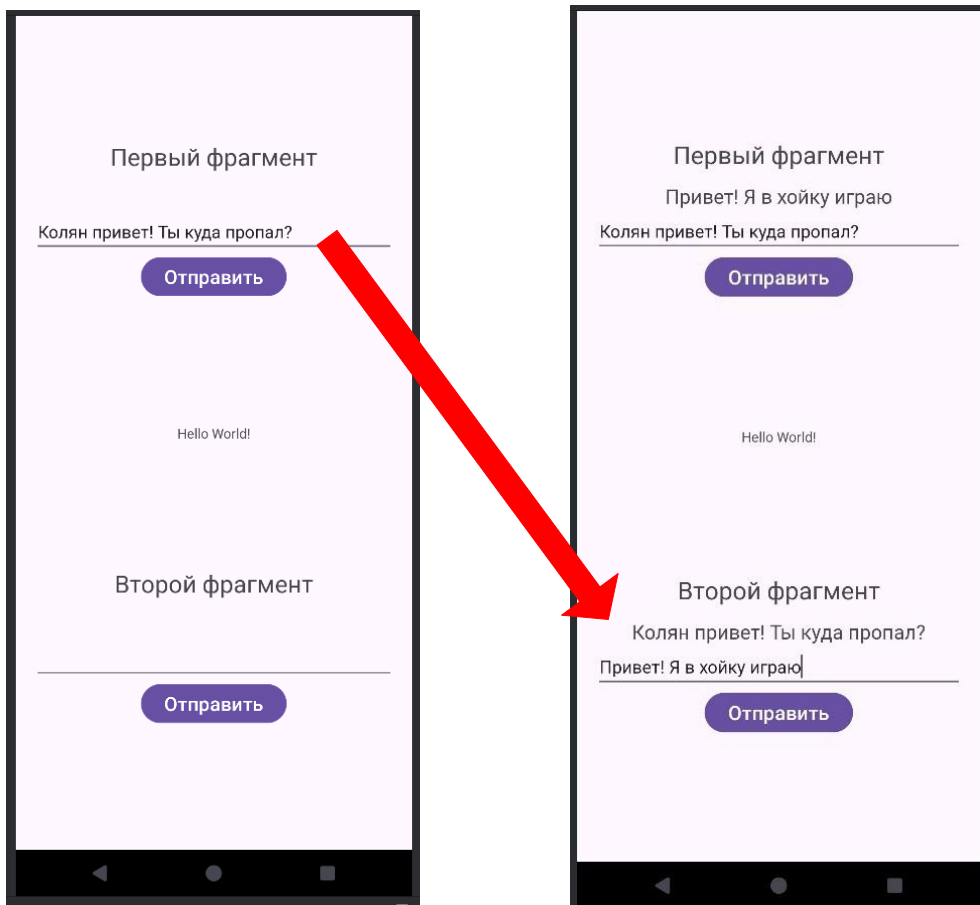 Первый фрагмент
Колян привет! Ты куда пропал?
Отправить
Hello World!
Второй фрагмент
Отправить
Первый фрагмент
Привет! Я в хойку играю
Колян привет! Ты куда пропал?
Отправить
Hello World!
Второй фрагмент
Колян привет! Ты куда пропал?
Привет! Я в хойку играю
Отправить